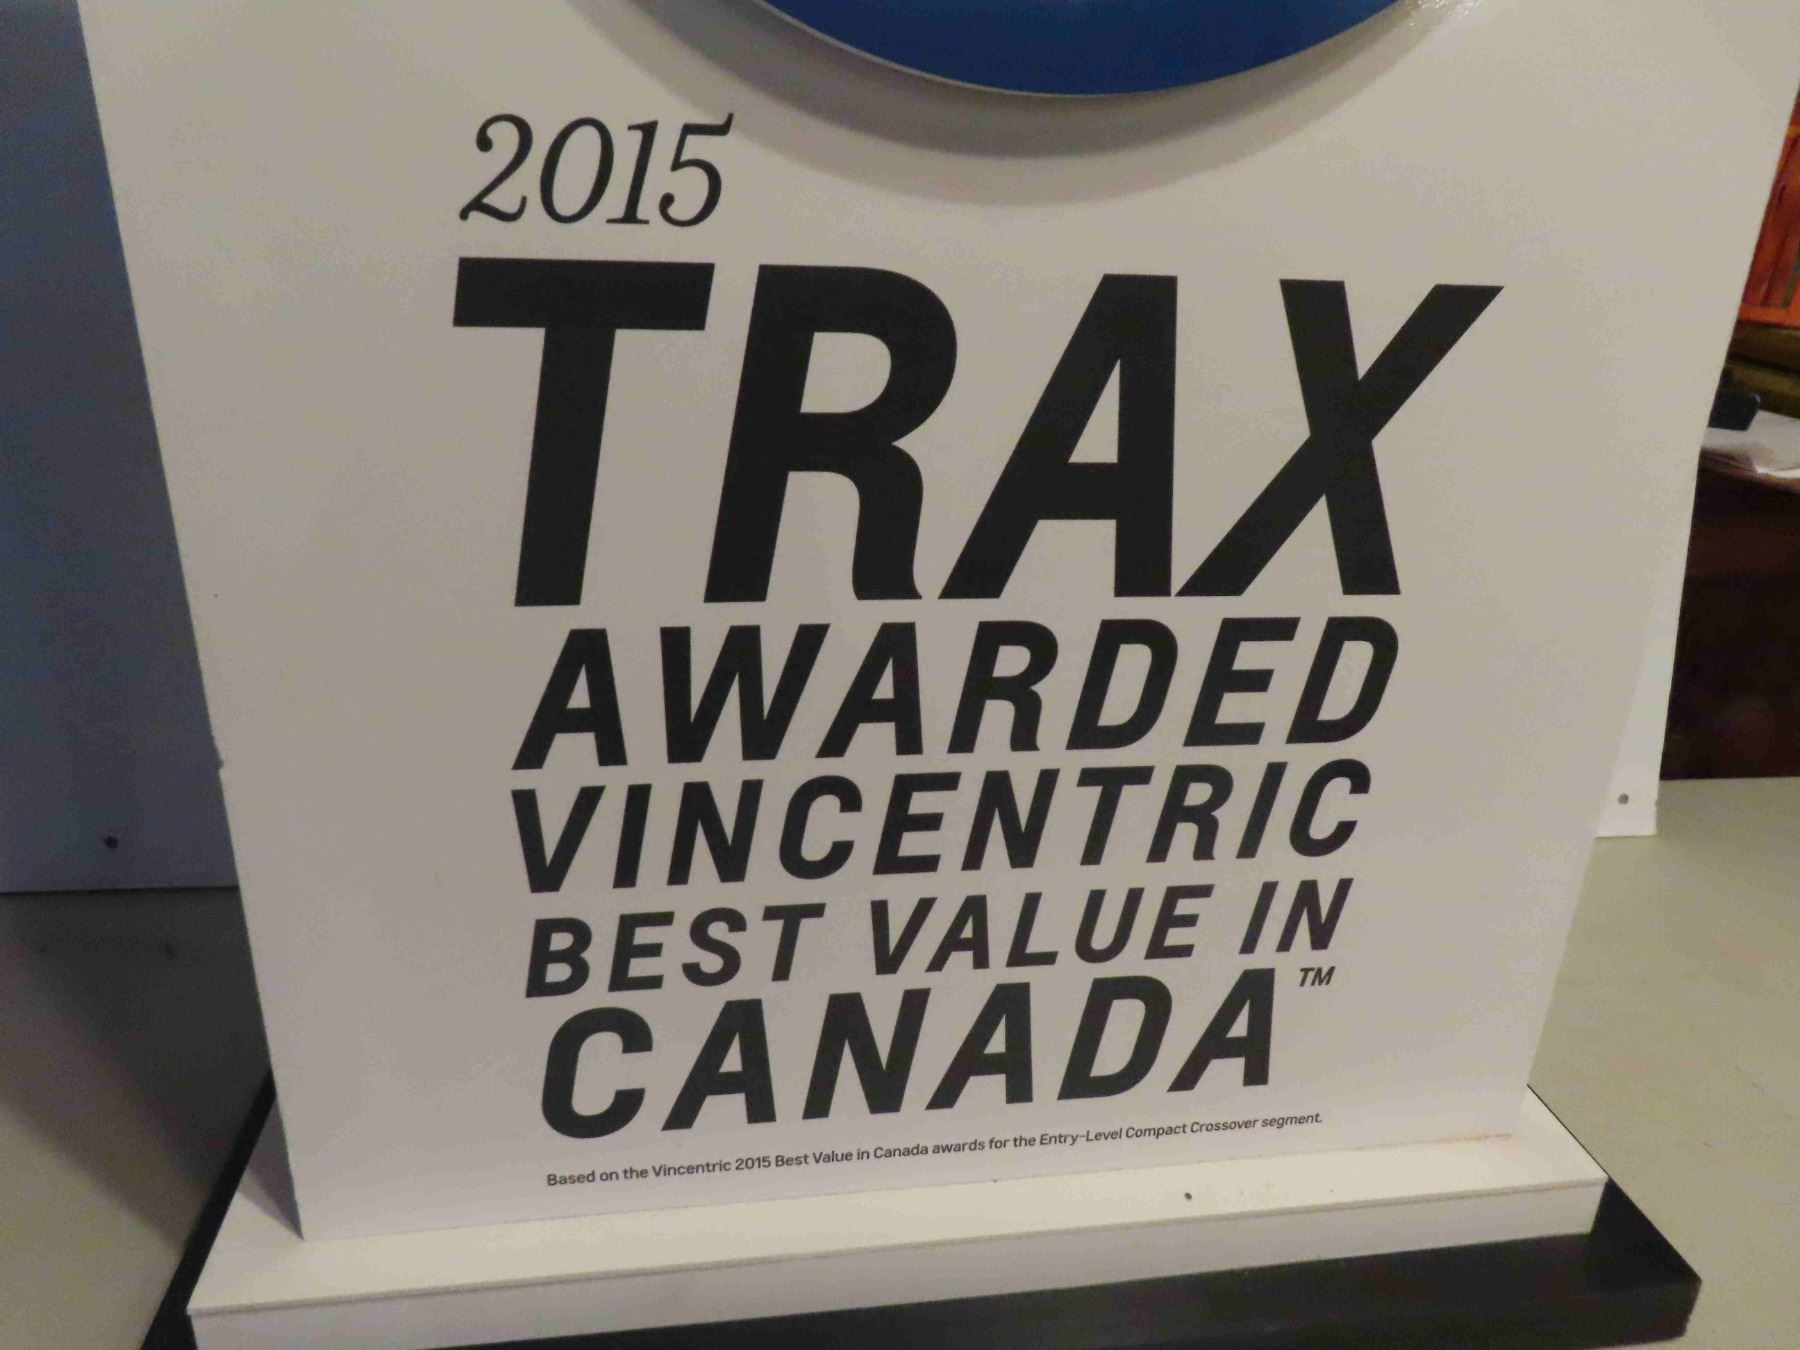 2015
TRAX
AWARDED
VINCENTRIC
BEST VALUE IN
CANADA™
Based on the Vincentric 2015 Best Value in Canada awards for the Entry-Level Compact Crossover segment.